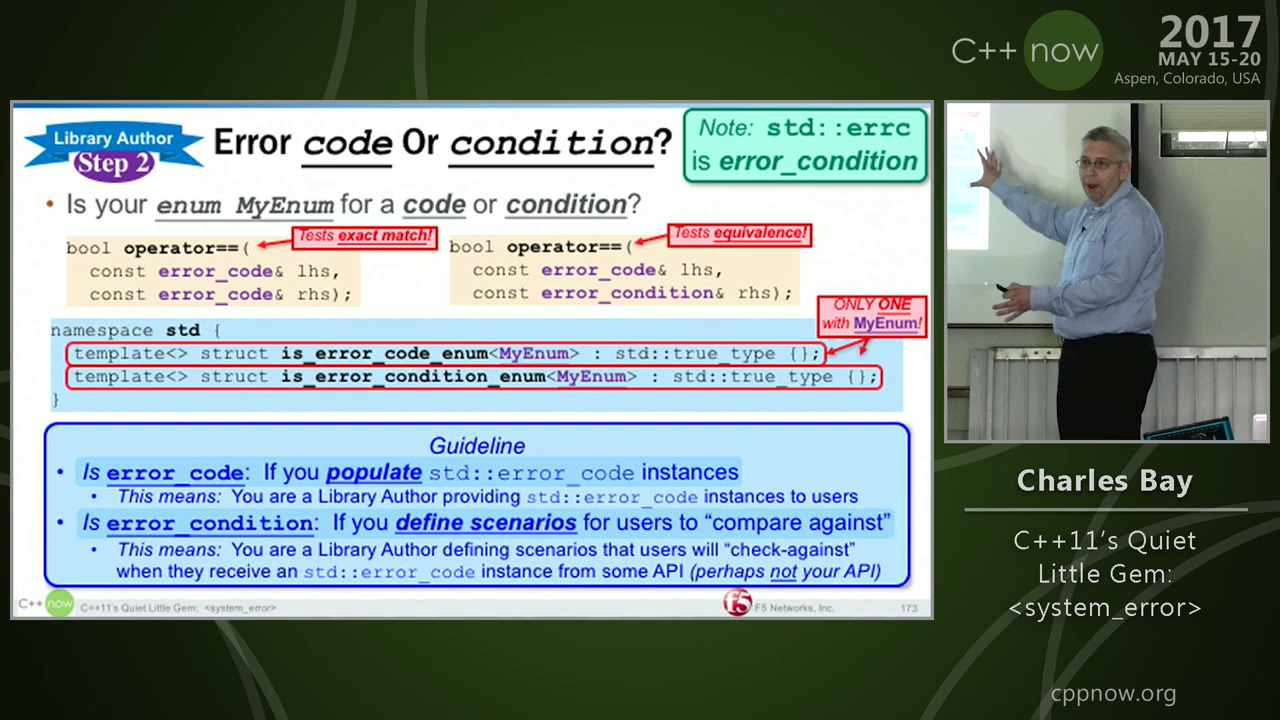 C++ now
2017
MAY 15-20
Aspen, Colorado, USA
Library Author
Step 2
Error code Or condition?
Note: std::errc
is error_condition
• Is your enum MyEnum for a code or condition?
Tests exact match!
bool operator==(
const error_code& lhs,
const error_code& rhs);
Tests equivalence!
bool operator==(
const error_code& lhs,
const error_condition& rhs);
ONLY ONE
with MyEnum!
namespace std {
template<> struct is_error_code_enum<MyEnum> : std::true_type {};
template<> struct is_error_condition_enum<MyEnum> : std::true_type {};
}
Guideline
• Is error_code: If you populate std::error_code instances
• This means: You are a Library Author providing std::error_code instances to users
• Is error_condition: If you define scenarios for users to “compare against”
• This means: You are a Library Author defining scenarios that users will “check-against”
when they receive an std::error_code instance from some API (perhaps not your API)
C++ now
C++11's Quiet Little Gem: <system_error>
F5 Networks, Inc.
173
Charles Bay
C++11’s Quiet
Little Gem:
<system_error>
cppnow.org